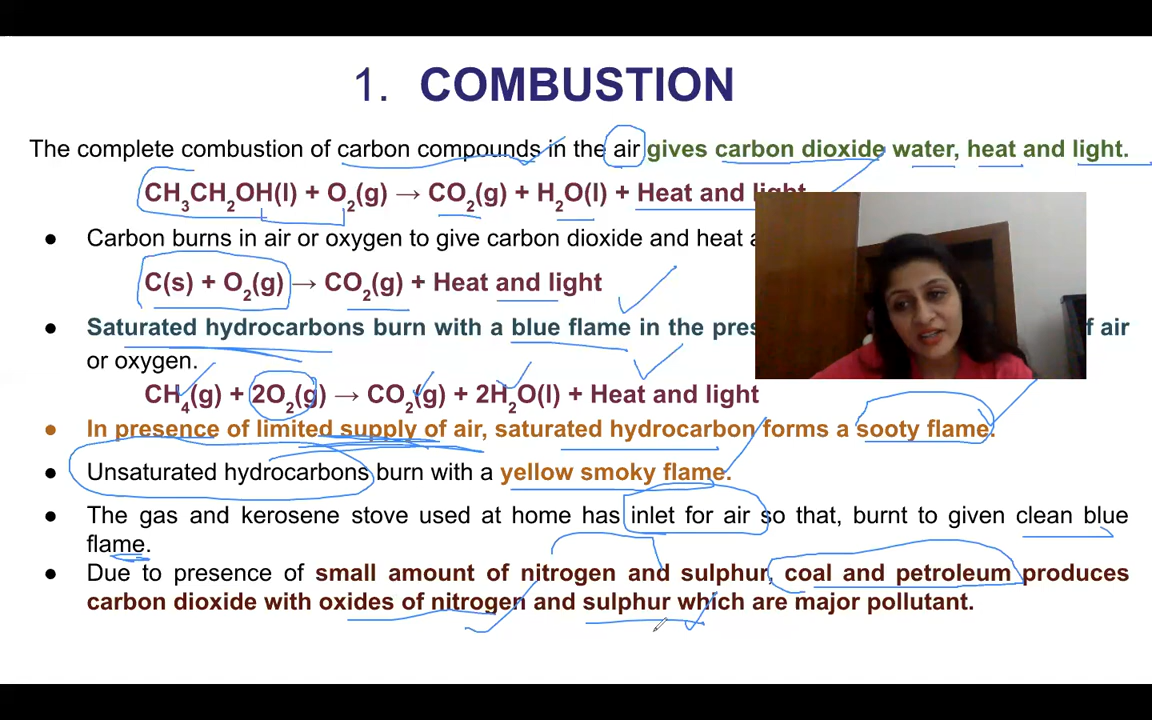 1. COMBUSTION
The complete combustion of carbon compounds in the air gives carbon dioxide water, heat and light.
CH₃CH₂OH(l) + O₂(g) → CO₂(g) + H₂O(l) + Heat and light
Carbon burns in air or oxygen to give carbon dioxide and heat
C(s) + O₂(g) → CO₂(g) + Heat and light
● Saturated hydrocarbons burn with a blue flame in the air
or oxygen.
CH₄(g) + 2O₂(g) → CO₂(g) + 2H₂O(l) + Heat and light
● In presence of limited supply of air, saturated hydrocarbon forms a sooty flame.
● Unsaturated hydrocarbons burn with a yellow smoky flame.
● The gas and kerosene stove used at home has inlet for air so that, burnt to given clean blue
flame.
● Due to presence of small amount of nitrogen and sulphur, coal and petroleum produces
carbon dioxide with oxides of nitrogen and sulphur which are major pollutant.